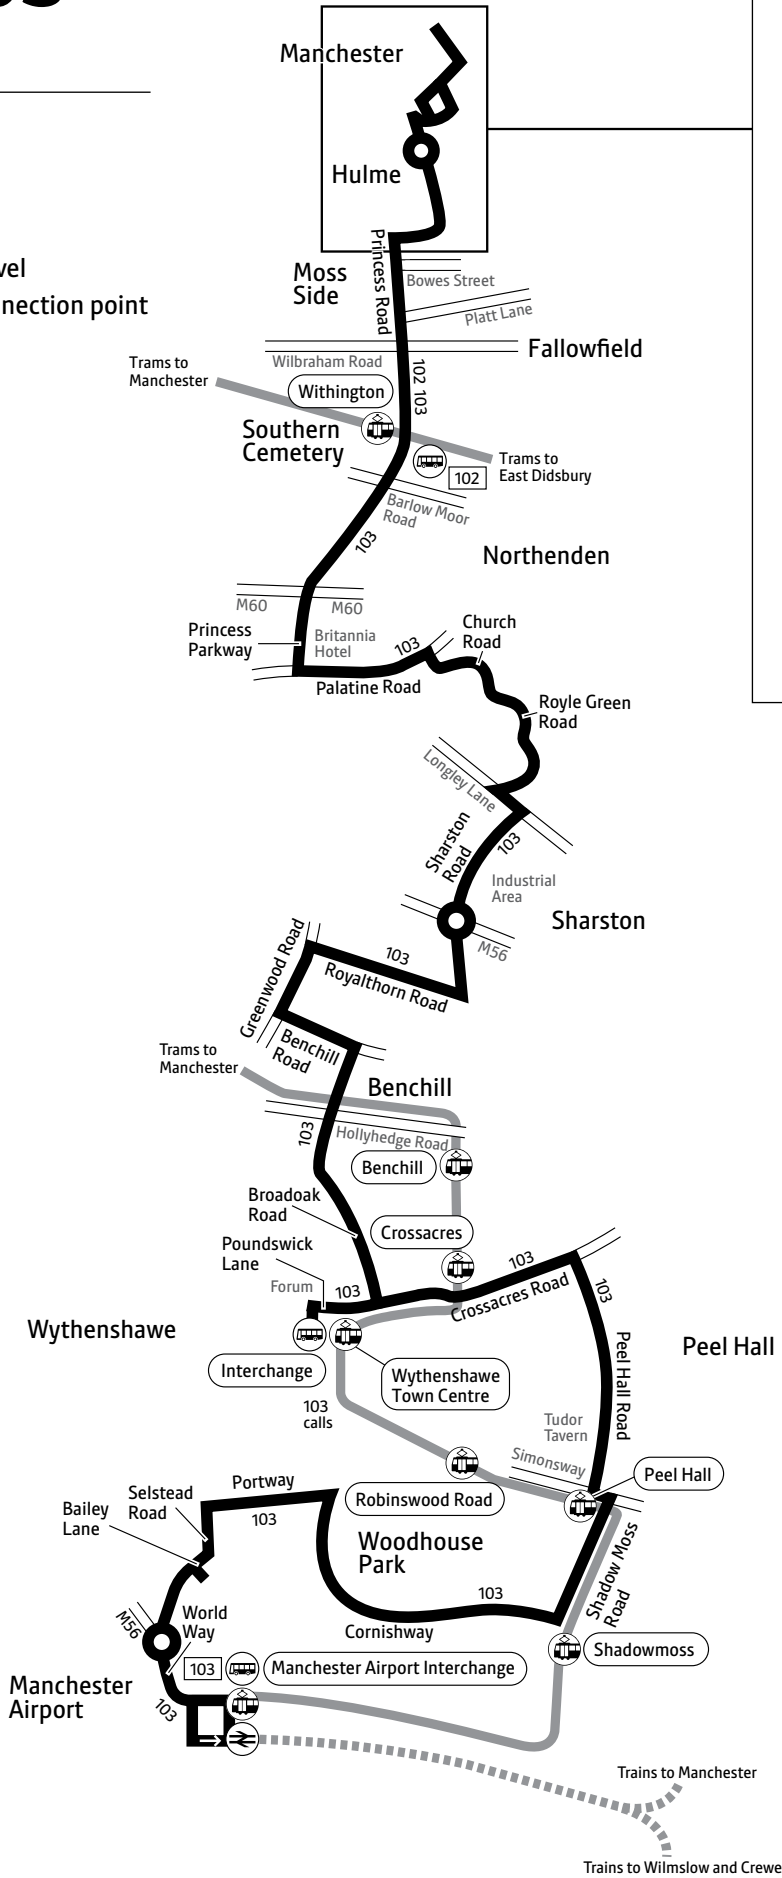 Manchester
Hulme
vel
nnection point
Moss
Side
Princess Road
Bowes Street
Platt Lane
Fallowfield
Wilbraham Road
Trams to
Manchester
102 103
Withington
Southern
Cemetery
Trams to
East Didsbury
102
Barlow Moor
Road
103
Northenden
M60
M60
Princess
Parkway
Britannia
Hotel
103
Church
Road
Palatine Road
Royle Green
Road
Longley Lane
Sharston
Road
103
Industrial
Area
Sharston
M56
Greenwood Road
103
Royalthorn Road
Benchill
Road
Trams to
Manchester
Benchill
103
Hollyhedge Road
Benchill
Broadoak
Road
Crossacres
Poundswick
Lane
Forum
103
103
Crossacres Road
103
Wythenshawe
Peel Hall
Peel Hall Road
Interchange
Wythenshawe
Town Centre
103
calls
Tudor
Tavern
Simonsway
Peel Hall
Robinswood Road
Portway
103
Selstead
Road
Bailey
Lane
Woodhouse
Park
Shadow Moss
Road
103
Cornishway
M56
World
Way
Shadowmoss
103
Manchester Airport Interchange
Manchester
Airport
103
Trains to Manchester
Trains to Wilmslow and Crewe